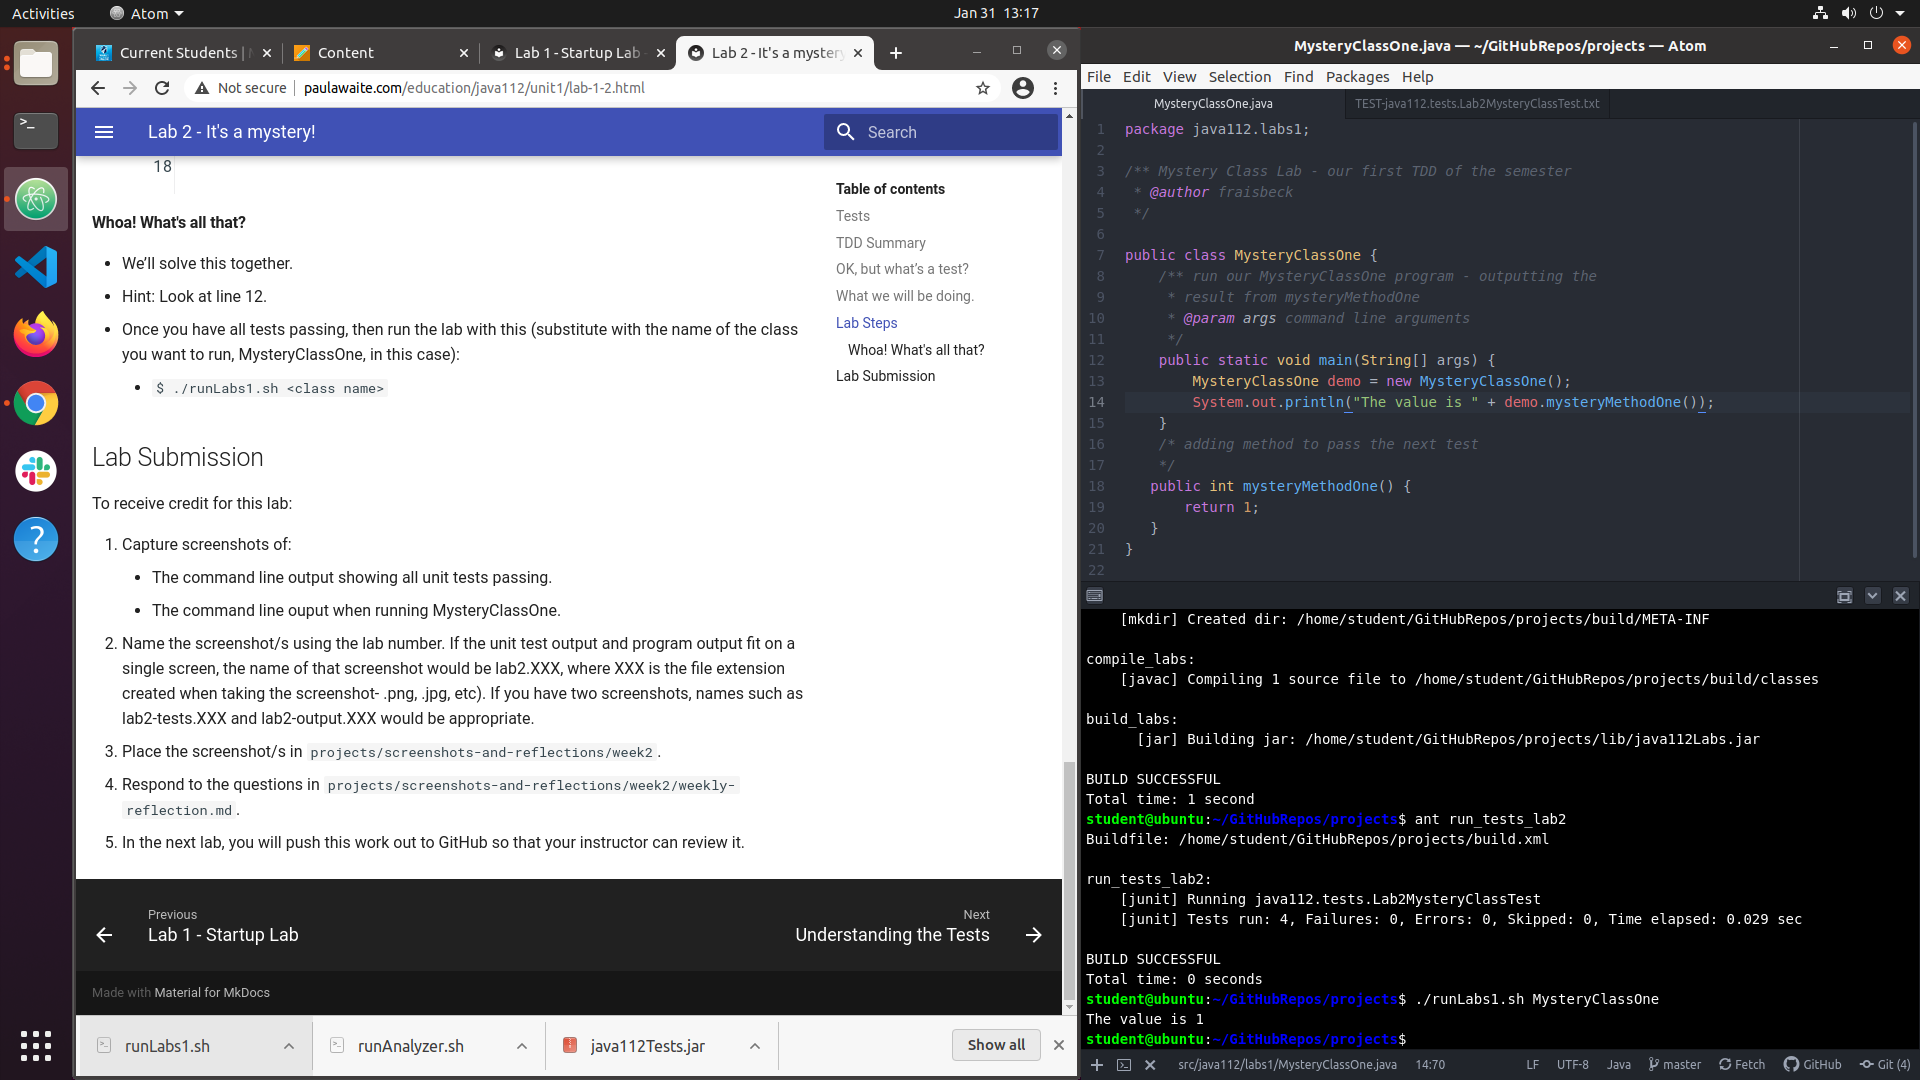 Activities
Atom
Jan 31 13:17
Current Students |
Content
Lab 1 - Startup Lab
Lab 2 - It's a mystery
Not secure
paulawaite.com/education/java112/unit1/lab-1-2.html
Lab 2 - It's a mystery!
Search
18
Whoa! What's all that?
• We’ll solve this together.
• Hint: Look at line 12.
• Once you have all tests passing, then run the lab with this (substitute with the name of the class
you want to run, MysteryClassOne, in this case):
• $ ./runLabs1.sh <class name>
Lab Submission
To receive credit for this lab:
1. Capture screenshots of:
• The command line output showing all unit tests passing.
• The command line ouput when running MysteryClassOne.
2. Name the screenshot/s using the lab number. If the unit test output and program output fit on a
single screen, the name of that screenshot would be lab2.XXX, where XXX is the file extension
created when taking the screenshot- .png, .jpg, etc). If you have two screenshots, names such as
lab2-tests.XXX and lab2-output.XXX would be appropriate.
3. Place the screenshot/s in projects/screenshots-and-reflections/week2 .
4. Respond to the questions in projects/screenshots-and-reflections/week2/weekly-
reflection.md .
5. In the next lab, you will push this work out to GitHub so that your instructor can review it.
Table of contents
Tests
TDD Summary
OK, but what’s a test?
What we will be doing.
Lab Steps
Whoa! What's all that?
Lab Submission
Previous
Lab 1 - Startup Lab
Next
Understanding the Tests
Made with Material for MkDocs
runLabs1.sh
runAnalyzer.sh
java112Tests.jar
Show all
MysteryClassOne.java — ~/GitHubRepos/projects — Atom
File Edit View Selection Find Packages Help
MysteryClassOne.java
TEST-java112.tests.Lab2MysteryClassTest.txt
1 package java112.labs1;
2
3 /** Mystery Class Lab - our first TDD of the semester
4 * @author fraisbeck
5 */
6
7 public class MysteryClassOne {
8 /** run our MysteryClassOne program - outputting the
9 * result from mysteryMethodOne
10 * @param args command line arguments
11 */
12 public static void main(String[] args) {
13 MysteryClassOne demo = new MysteryClassOne();
14 System.out.println("The value is " + demo.mysteryMethodOne());
15 }
16 /* adding method to pass the next test
17 */
18 public int mysteryMethodOne() {
19 return 1;
20 }
21 }
22
[mkdir] Created dir: /home/student/GitHubRepos/projects/build/META-INF
compile_labs:
[javac] Compiling 1 source file to /home/student/GitHubRepos/projects/build/classes
build_labs:
[jar] Building jar: /home/student/GitHubRepos/projects/lib/java112Labs.jar
BUILD SUCCESSFUL
Total time: 1 second
student@ubuntu:~/GitHubRepos/projects$ ant run_tests_lab2
Buildfile: /home/student/GitHubRepos/projects/build.xml
run_tests_lab2:
[junit] Running java112.tests.Lab2MysteryClassTest
[junit] Tests run: 4, Failures: 0, Errors: 0, Skipped: 0, Time elapsed: 0.029 sec
BUILD SUCCESSFUL
Total time: 0 seconds
student@ubuntu:~/GitHubRepos/projects$ ./runLabs1.sh MysteryClassOne
The value is 1
student@ubuntu:~/GitHubRepos/projects$
src/java112/labs1/MysteryClassOne.java 14:70
LF UTF-8 Java master Fetch GitHub Git (4)